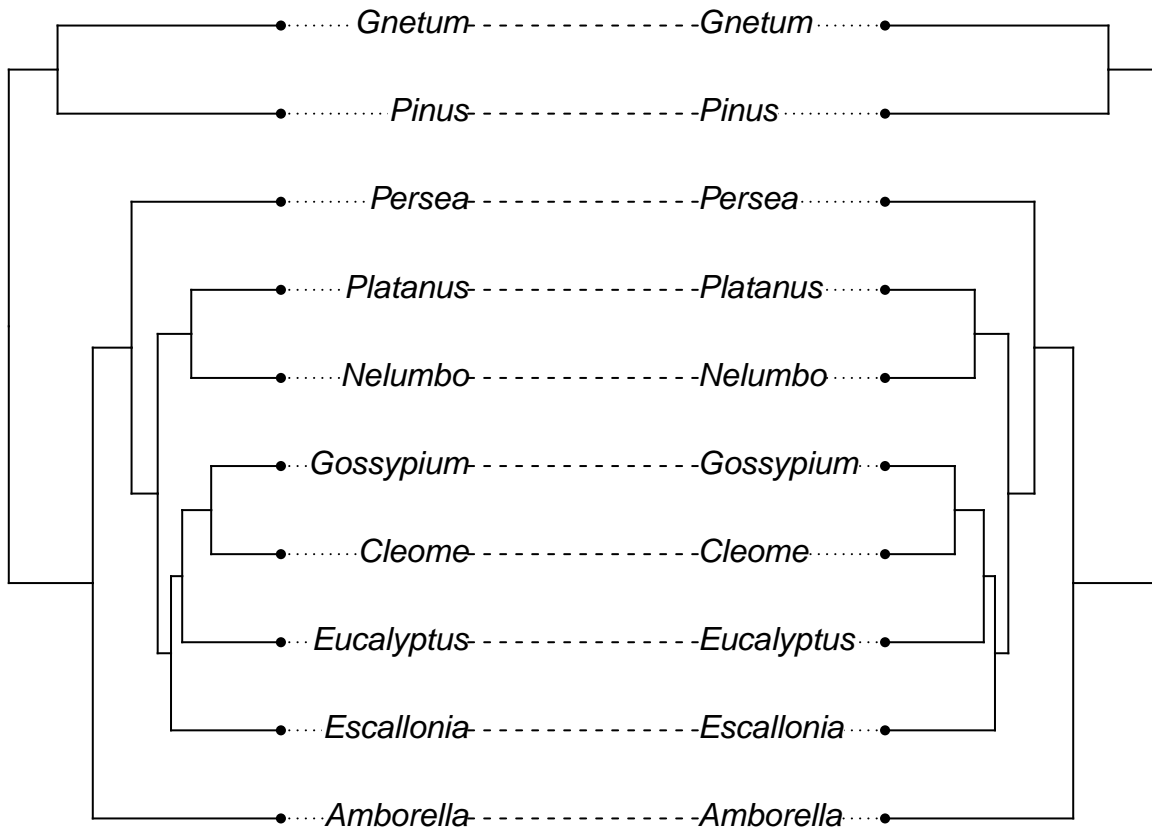 Gnetum Gnetum
Pinus Pinus
Persea Persea
Platanus Platanus
Nelumbo Nelumbo
Gossypium Gossypium
Cleome Cleome
Eucalyptus Eucalyptus
Escallonia Escallonia
Amborella Amborella